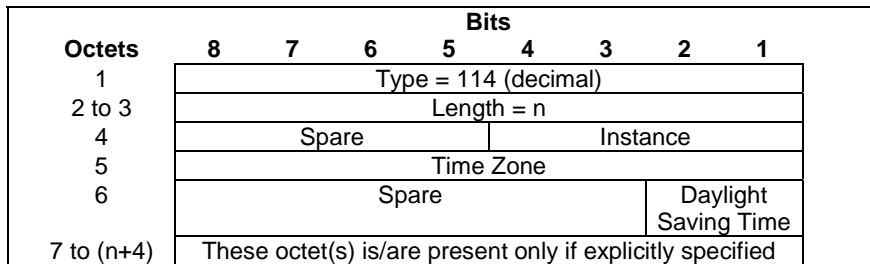 Bits
Octets 8 7 6 5 4 3 2 1
1 Type = 114 (decimal)
2 to 3 Length = n
4 Spare Instance
5 Time Zone
6 Spare Daylight
Saving Time
7 to (n+4) These octet(s) is/are present only if explicitly specified